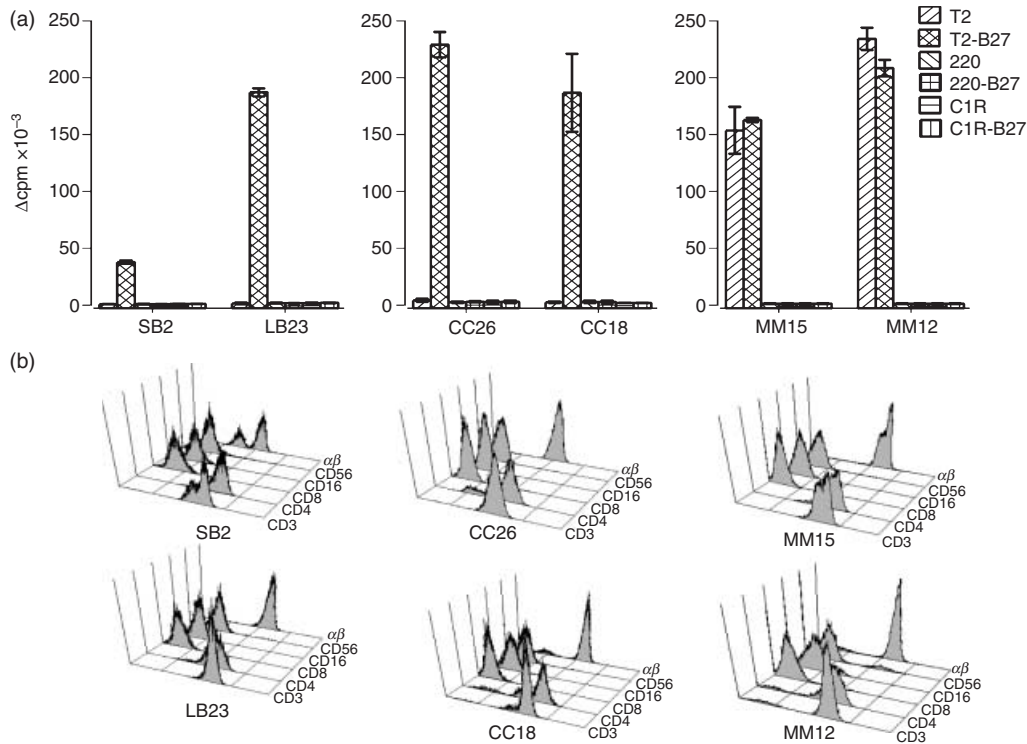 (a)
250
200
150
100
50
0
Δcpm ×10⁻³
SB2 LB23
250
200
150
100
50
0
CC26 CC18
250
200
150
100
50
0
MM15 MM12
T2
T2-B27
220
220-B27
C1R
C1R-B27
(b)
αβ
CD56
CD16
CD8
CD4
CD3
SB2
αβ
CD56
CD16
CD8
CD4
CD3
CC26
αβ
CD56
CD16
CD8
CD4
CD3
MM15
αβ
CD56
CD16
CD8
CD4
CD3
LB23
αβ
CD56
CD16
CD8
CD4
CD3
CC18
αβ
CD56
CD16
CD8
CD4
CD3
MM12